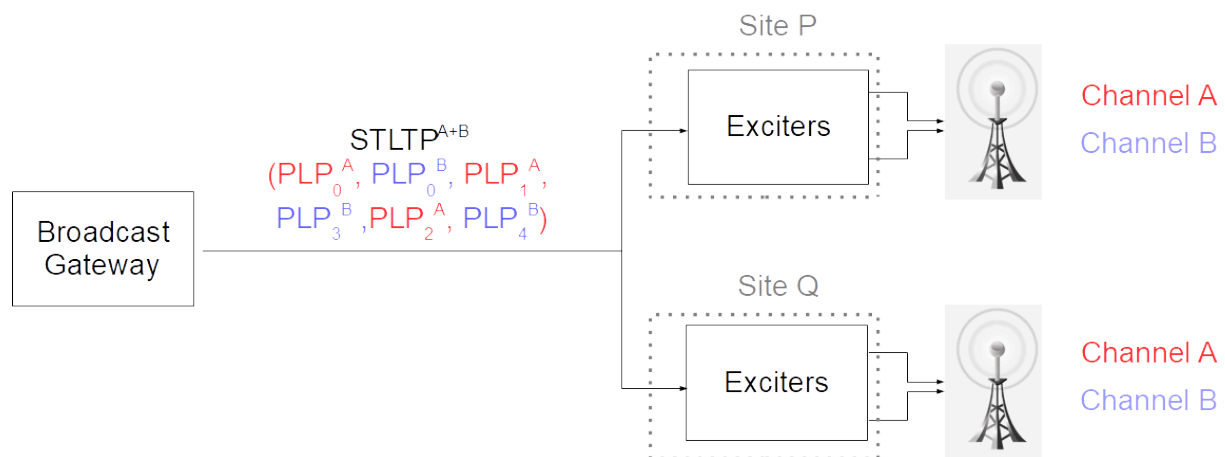 Site P
Exciters
Channel A
Channel B
STLTP^A+B
(PLP_0^A, PLP_0^B, PLP_1^A,
PLP_3^B ,PLP_2^A, PLP_4^B)
Broadcast
Gateway
Site Q
Exciters
Channel A
Channel B